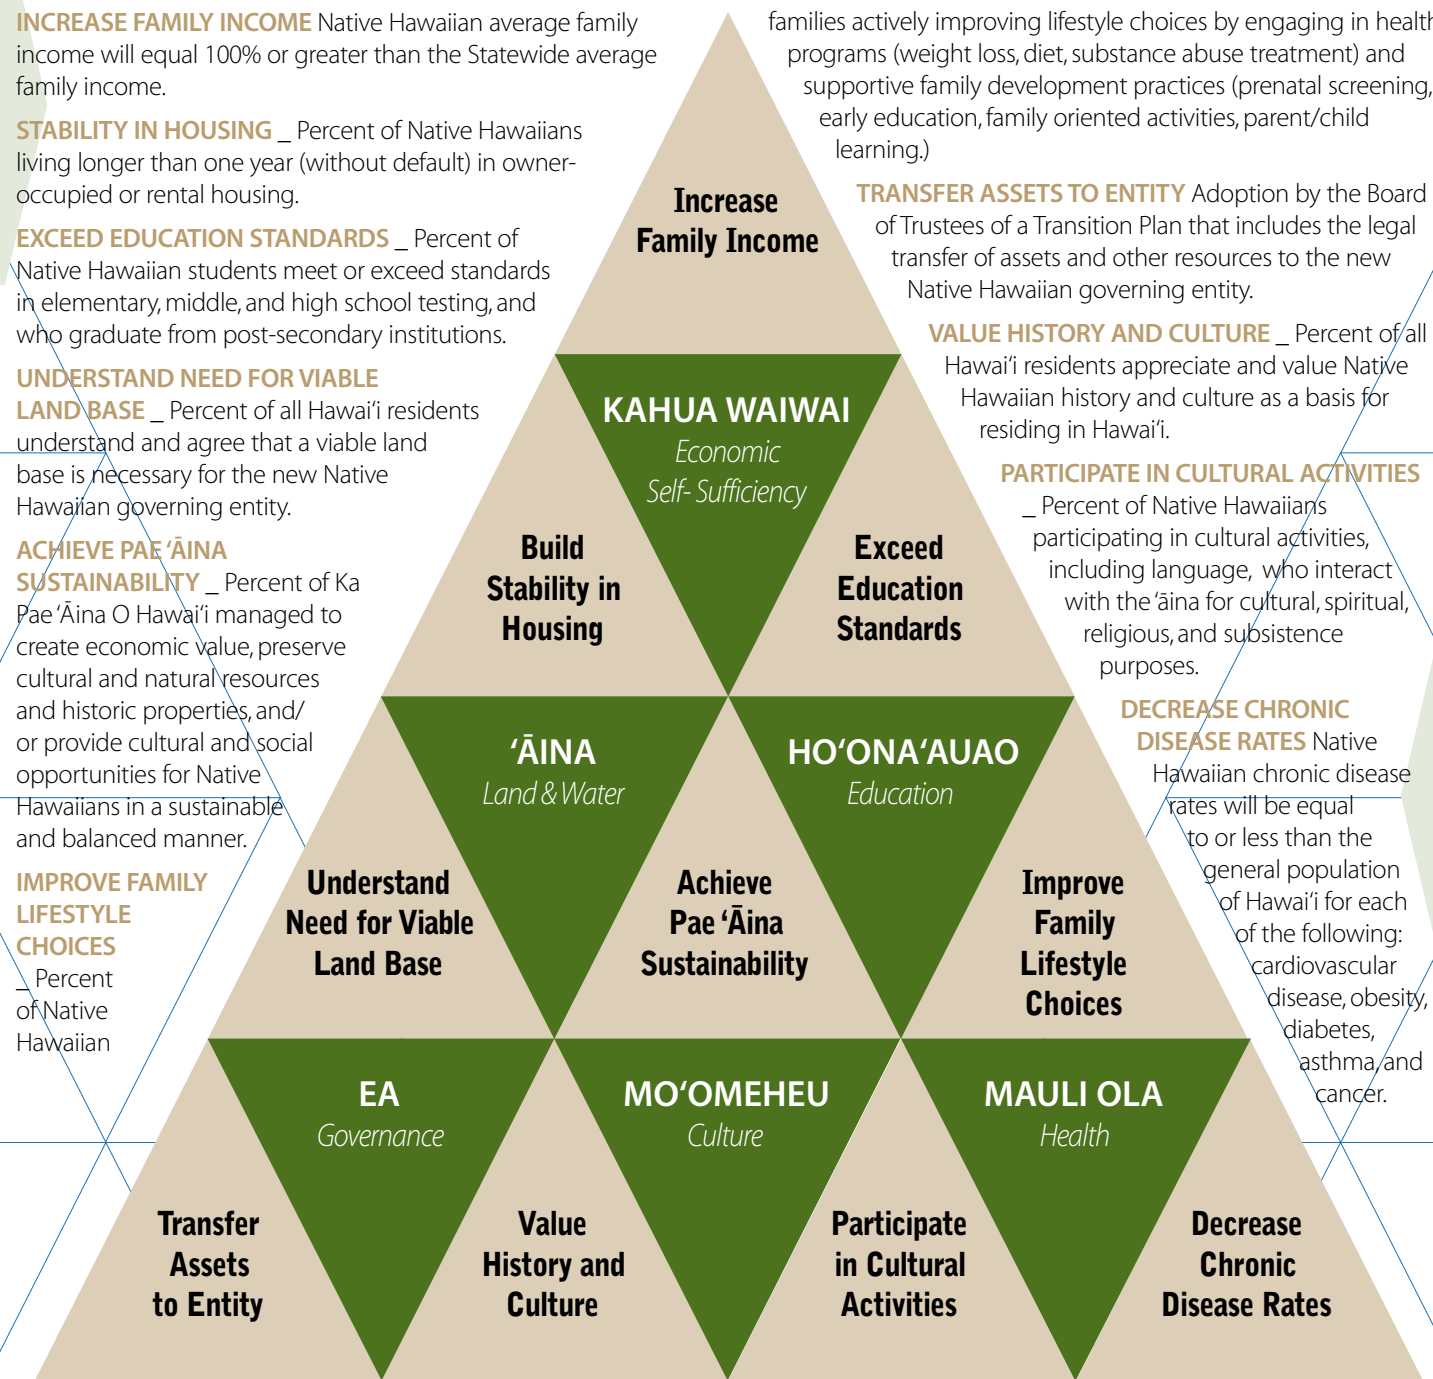 INCREASE FAMILY INCOME Native Hawaiian average family
income will equal 100% or greater than the Statewide average
family income.
STABILITY IN HOUSING _ Percent of Native Hawaiians
living longer than one year (without default) in owner-
occupied or rental housing.
EXCEED EDUCATION STANDARDS _ Percent of
Native Hawaiian students meet or exceed standards
in elementary, middle, and high school testing, and
who graduate from post-secondary institutions.
UNDERSTAND NEED FOR VIABLE
LAND BASE _ Percent of all Hawai‘i residents
understand and agree that a viable land
base is necessary for the new Native
Hawaiian governing entity.
ACHIEVE PAE ‘ĀINA
SUSTAINABILITY _ Percent of Ka
Pae ‘Āina O Hawai‘i managed to
create economic value, preserve
cultural and natural resources
and historic properties, and/
or provide cultural and social
opportunities for Native
Hawaiians in a sustainable
and balanced manner.
IMPROVE FAMILY
LIFESTYLE
CHOICES
_ Percent
of Native
Hawaiian
families actively improving lifestyle choices by engaging in health
programs (weight loss, diet, substance abuse treatment) and
supportive family development practices (prenatal screening,
early education, family oriented activities, parent/child
learning.)
TRANSFER ASSETS TO ENTITY Adoption by the Board
of Trustees of a Transition Plan that includes the legal
transfer of assets and other resources to the new
Native Hawaiian governing entity.
VALUE HISTORY AND CULTURE _ Percent of all
Hawai‘i residents appreciate and value Native
Hawaiian history and culture as a basis for
residing in Hawai‘i.
PARTICIPATE IN CULTURAL ACTIVITIES
_ Percent of Native Hawaiians
participating in cultural activities,
including language, who interact
with the ‘āina for cultural, spiritual,
religious, and subsistence
purposes.
DECREASE CHRONIC
DISEASE RATES Native
Hawaiian chronic disease
rates will be equal
to or less than the
general population
of Hawai‘i for each
of the following:
cardiovascular
disease, obesity,
diabetes,
asthma, and
cancer.
Increase
Family Income
KAHUA WAIWAI
Economic
Self- Sufficiency
Build
Stability in
Housing
Exceed
Education
Standards
‘ĀINA
Land & Water
HO‘ONA‘AUAO
Education
Understand
Need for Viable
Land Base
Achieve
Pae ‘Āina
Sustainability
Improve
Family
Lifestyle
Choices
EA
Governance
MO‘OMEHEU
Culture
MAULI OLA
Health
Transfer
Assets
to Entity
Value
History and
Culture
Participate
in Cultural
Activities
Decrease
Chronic
Disease Rates